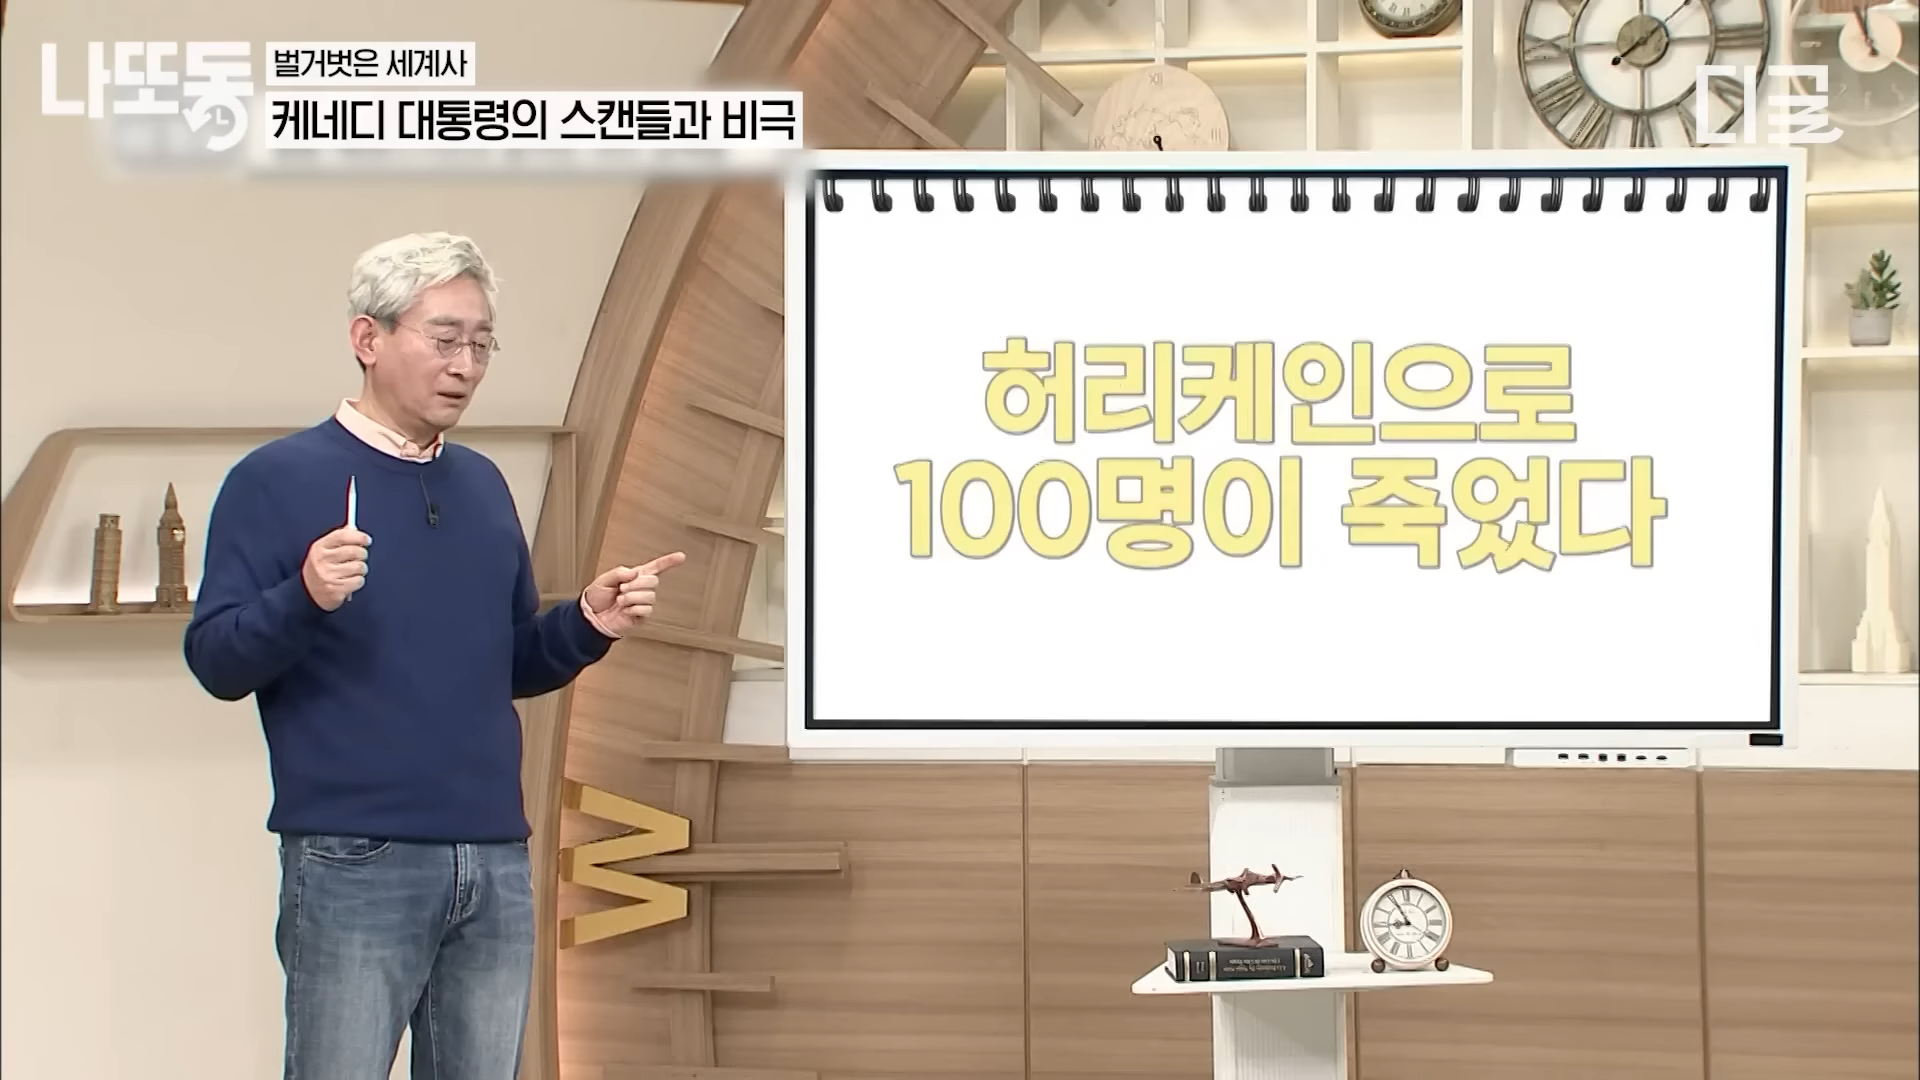 나또동
벌거벗은 세계사
케네디 대통령의 스캔들과 비극
디글
허리케인으로
100명이 죽었다
W